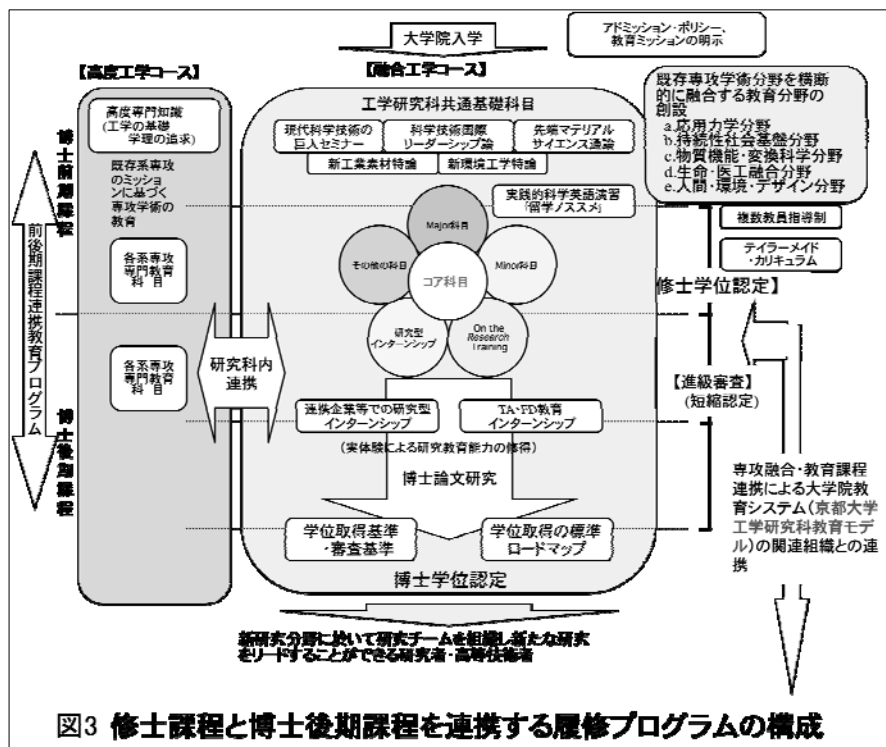 大学院入学
アドミッション・ポリシー、
教育ミッションの明示
【高度工学コース】
【融合工学コース】
高度専門知識
(工学の基礎
学理の追求)
既存系専攻
のミッショ
ンに基づく
専攻学術の
教育
各系専攻
専門教育
科目
各系専攻
専門教育
科目
博士前期課程
博士後期課程
前後期課程連携教育プログラム
研究科内
連携
工学研究科共通基礎科目
現代科学技術の
巨人セミナー
科学技術国際
リーダーシップ論
先端マテリアル
サイエンス通論
新工業素材特論
新環境工学特論
実践的科学英語演習
「留学ノススメ」
Major科目
その他の科目
Minor科目
コア科目
研究型
インターンシップ
On the
Research
Training
連携企業等での研究型
インターンシップ
TA・FD教育
インターンシップ
(実体験による研究教育能力の修得)
博士論文研究
学位取得基準
・審査基準
学位取得の標準
ロードマップ
博士学位認定
既存専攻学術分野を横断
的に融合する教育分野の
創設
a.応用力学分野
b.持続性社会基盤分野
c.物質機能・変換科学分野
d.生命・医工融合分野
e.人間・環境・デザイン分野
複数教員指導制
テイラーメイド
・カリキュラム
修士学位認定】
【進級審査】
(短縮認定)
専攻融合・教育課程
連携による大学院教
育システム(京都大学
工学研究科教育モデ
ル)の関連組織との連
携
新研究分野に於いて研究チームを組織し新たな研究
をリードすることができる研究者・高等技術者
図3 修士課程と博士後期課程を連携する履修プログラムの構成